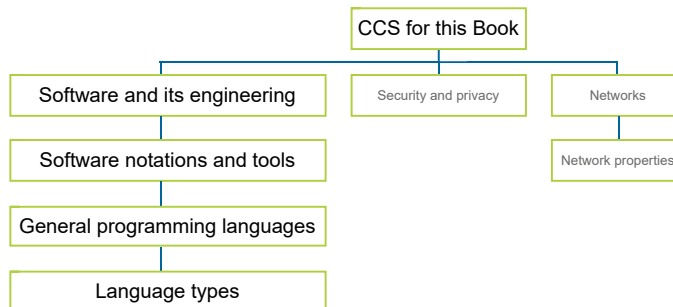 CCS for this Book
Software and its engineering
Security and privacy
Networks
Software notations and tools
Network properties
General programming languages
Language types